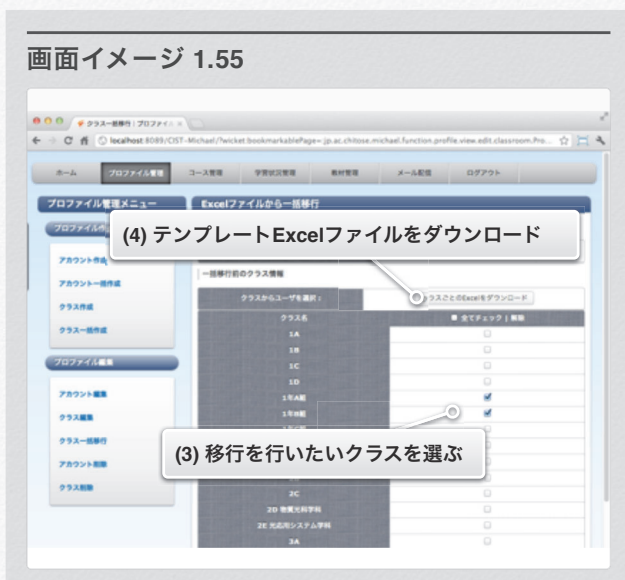 画面イメージ 1.55
クラス一括移行 | プロファイル
localhost:8089/CIST-Michael/?wicket:bookmarkablePage=:jp.ac.chitose.michael.function.profile.view.edit.classroom.Pro...
ホーム プロファイル管理 コース管理 学習状況管理 教材管理 メール配信 ログアウト
プロファイル管理メニュー
Excelファイルから一括移行
(4) テンプレートExcelファイルをダウンロード
アカウント作成
アカウント一括作成
クラス作成
クラス一括作成
プロファイル編集
アカウント編集
クラス編集
クラス一括移行
アカウント削除
クラス削除
一括移行前のクラス情報
クラスからユーザを選択:
クラスごとのExcelをダウンロード
クラス名 全てチェック | 解除
1A
1B
1C
1D
1年A組
1年B組
(3) 移行を行いたいクラスを選ぶ
2C
2D 物質光科学科
2E 光応用システム学科
3A